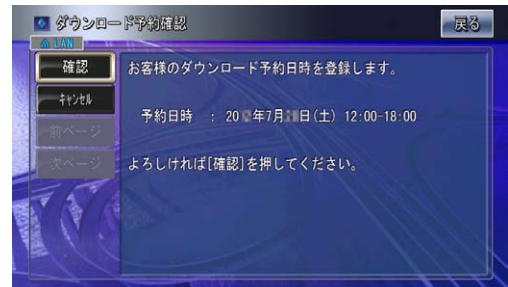 ダウンロード予約確認
戻る
LAN
確認
キャンセル
前ページ
次ページ
お客様のダウンロード予約日時を登録します。
予約日時 : 20 年7月 日(土) 12:00-18:00
よろしければ[確認]を押してください。